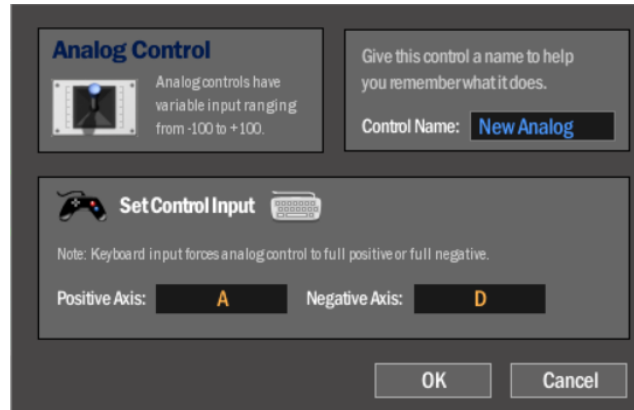 Analog Control
Analog controls have
variable input ranging
from -100 to +100.
Give this control a name to help
you remember what it does.
Control Name: New Analog
Set Control Input
Note: Keyboard input forces analog control to full positive or full negative.
Positive Axis: A Negative Axis: D
OK Cancel